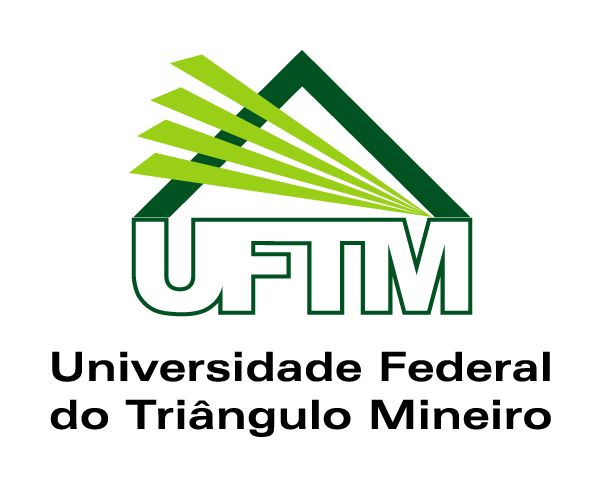 UFTM
Universidade Federal
do Triângulo Mineiro